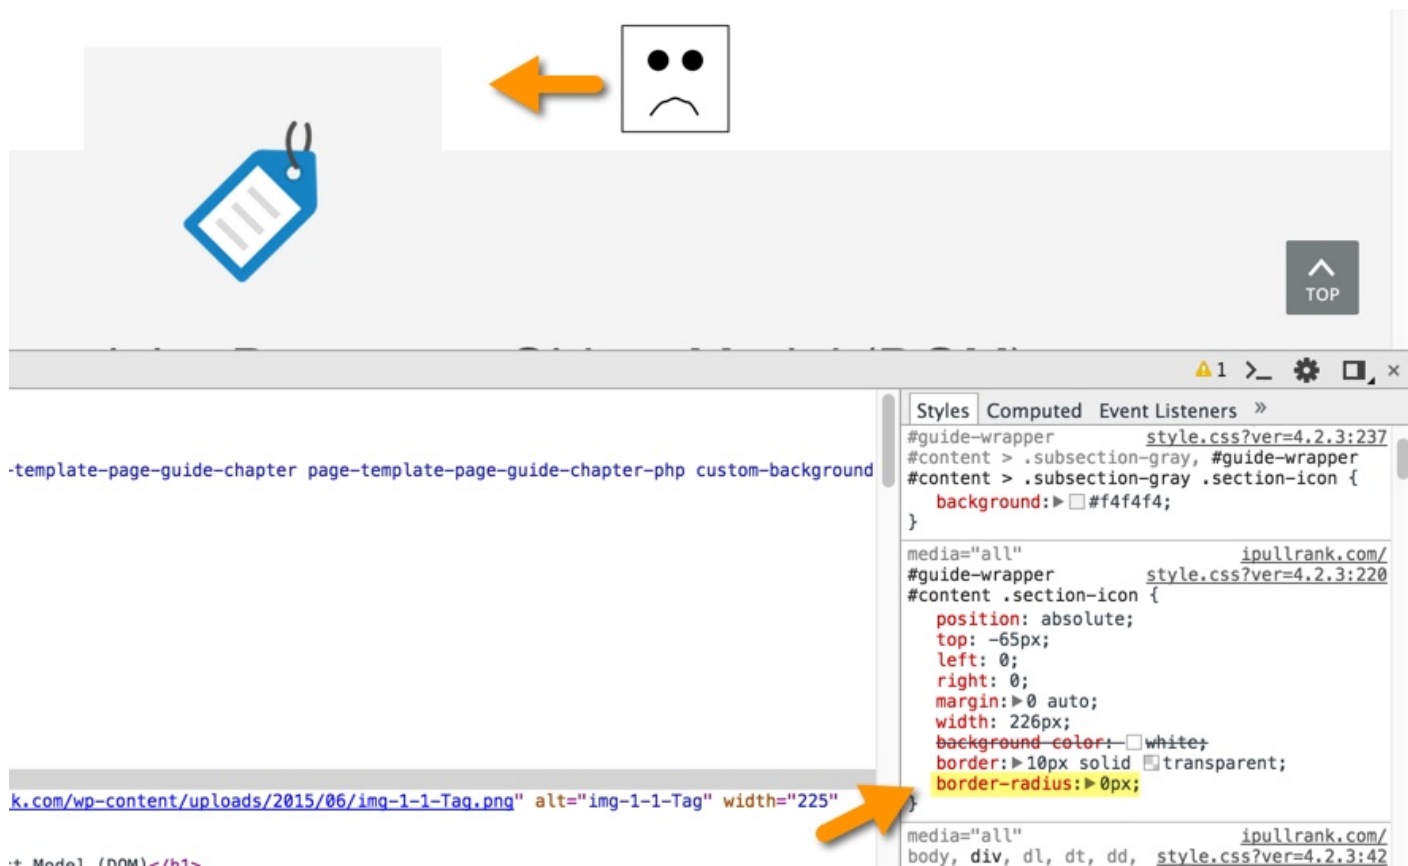 TOP
1
Styles Computed Event Listeners »
-template-page-guide-chapter page-template-page-guide-chapter-php custom-background
k.com/wp-content/uploads/2015/06/img-1-1-Tag.png" alt="img-1-1-Tag" width="225"
t Model (DOM)</h1>
#guide-wrapper style.css?ver=4.2.3:237
#content > .subsection-gray, #guide-wrapper
#content > .subsection-gray .section-icon {
background: #f4f4f4;
}
media="all" ipullrank.com/
#guide-wrapper style.css?ver=4.2.3:220
#content .section-icon {
position: absolute;
top: -65px;
left: 0;
right: 0;
margin: 0 auto;
width: 226px;
background-color: white;
border: 10px solid transparent;
border-radius: 0px;
}
media="all" ipullrank.com/
body, div, dl, dt, dd, style.css?ver=4.2.3:42